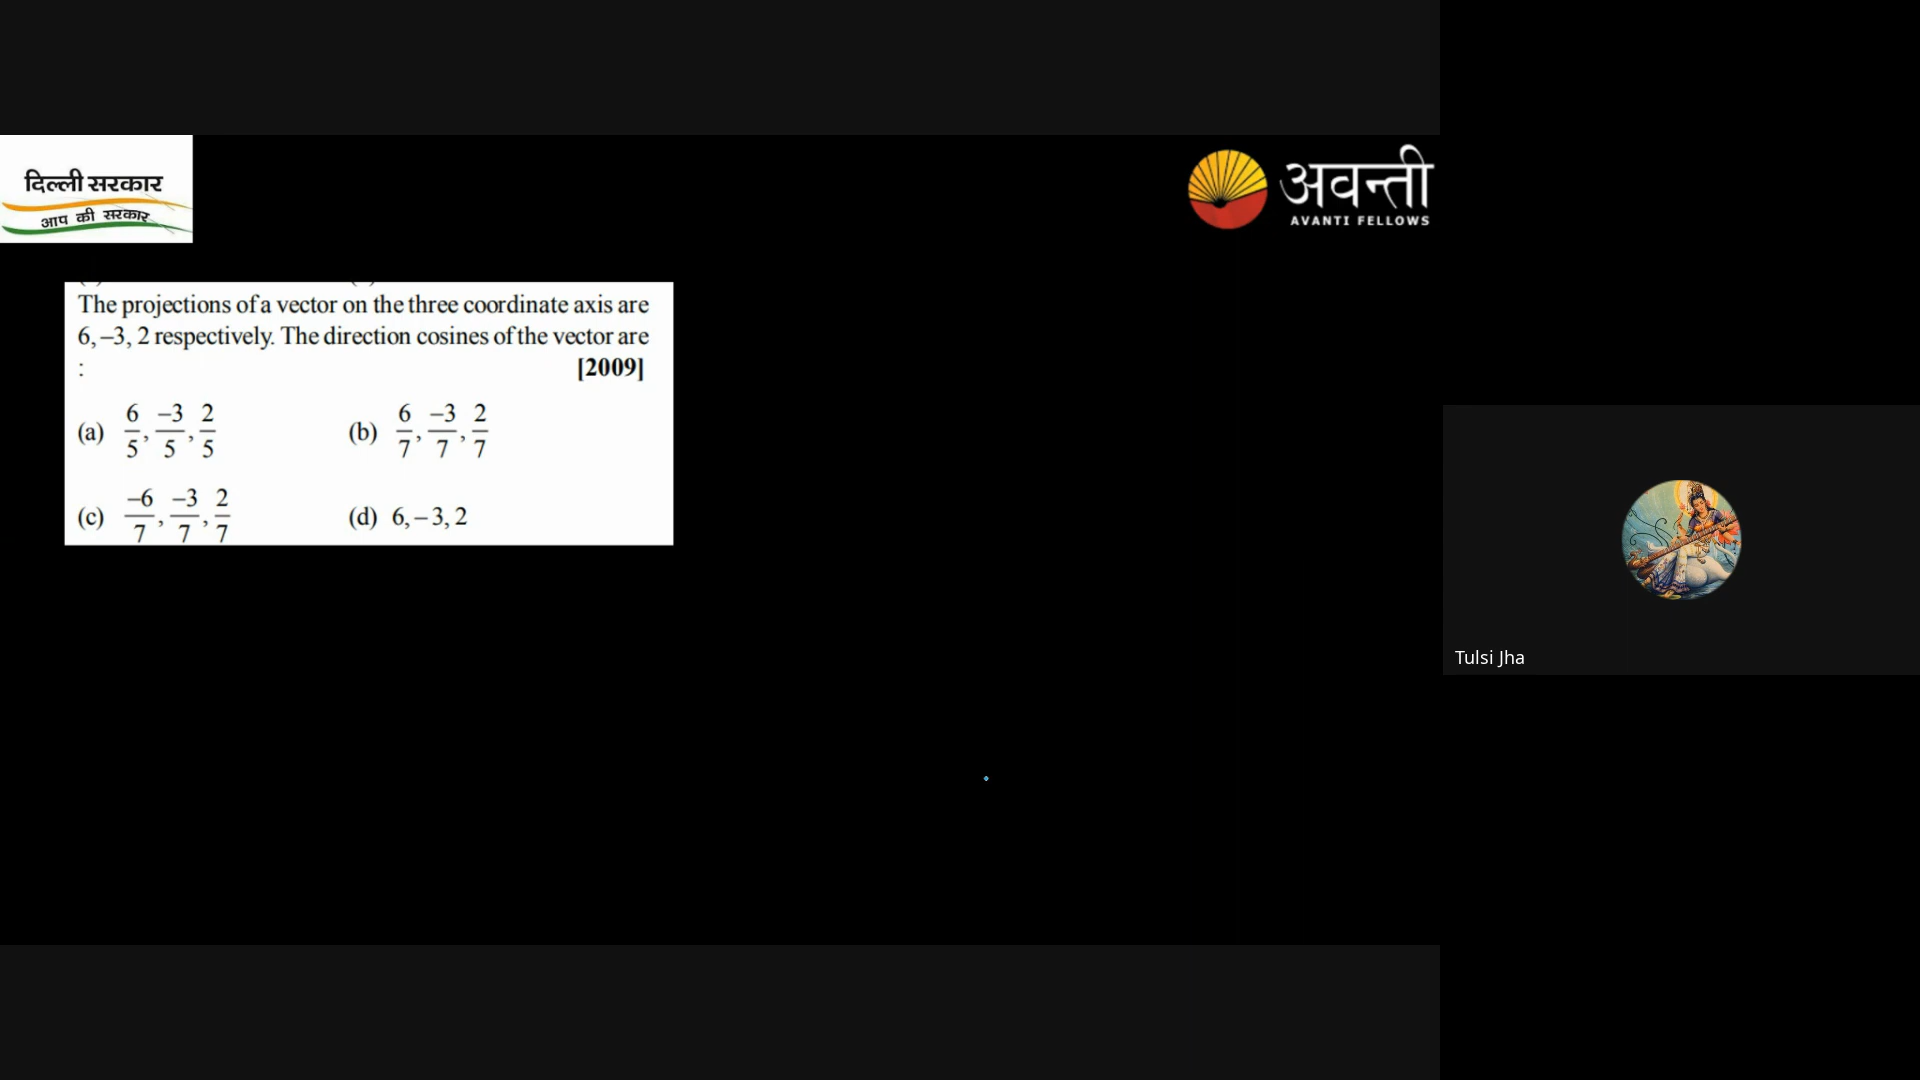 दिल्ली सरकार
आप की सरकार
अवन्ती
AVANTI FELLOWS
The projections of a vector on the three coordinate axis are
6, –3, 2 respectively. The direction cosines of the vector are
: [2009]
(a) 6/5, –3/5, 2/5 (b) 6/7, –3/7, 2/7
(c) –6/7, –3/7, 2/7 (d) 6, – 3, 2
Tulsi Jha